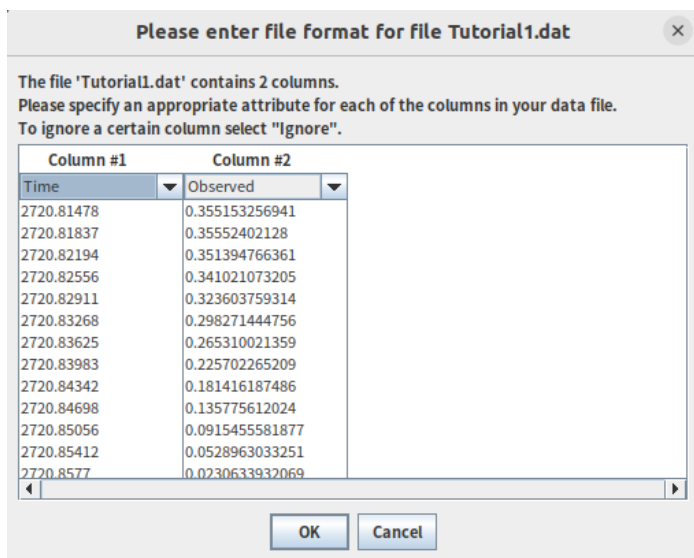 Please enter file format for file Tutorial1.dat
The file 'Tutorial1.dat' contains 2 columns.
Please specify an appropriate attribute for each of the columns in your data file.
To ignore a certain column select "Ignore".
Column #1 Column #2
Time Observed
2720.81478 0.355153256941
2720.81837 0.35552402128
2720.82194 0.351394766361
2720.82556 0.341021073205
2720.82911 0.323603759314
2720.83268 0.298271444756
2720.83625 0.265310021359
2720.83983 0.225702265209
2720.84342 0.181416187486
2720.84698 0.135775612024
2720.85056 0.0915455581877
2720.85412 0.0528963033251
2720.8577 0.0230633932069
OK Cancel